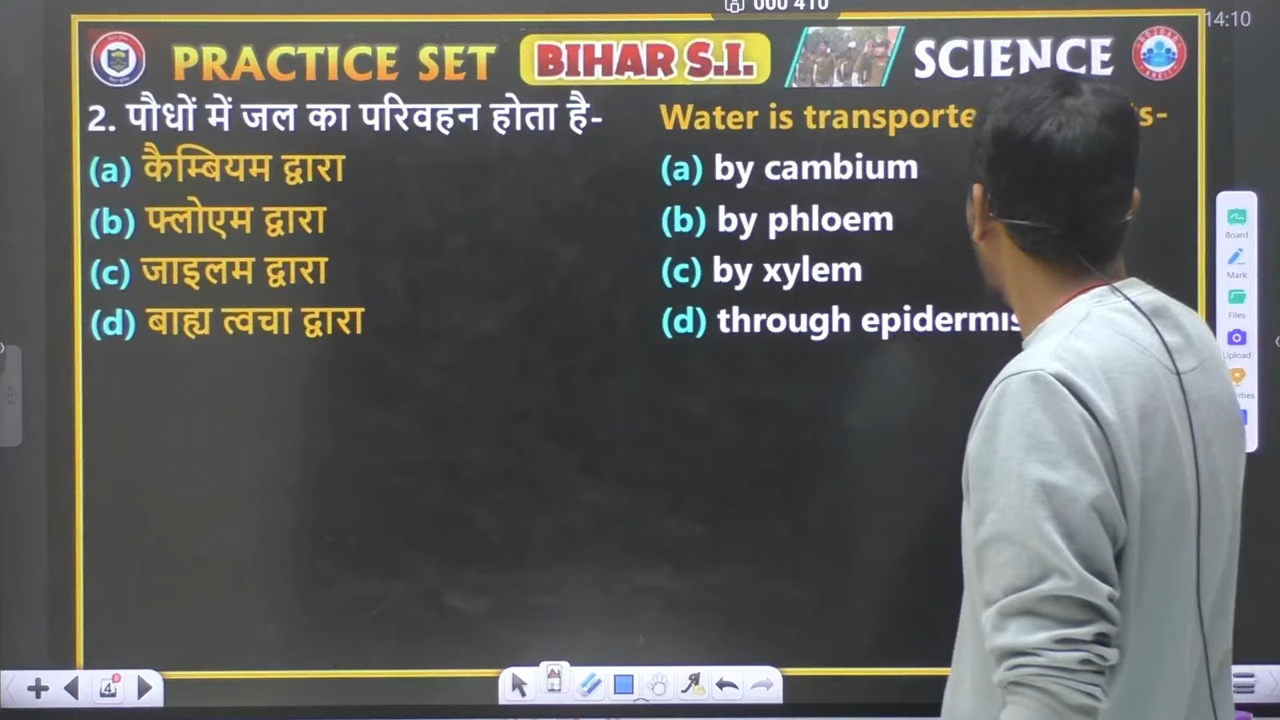 000 410
14:10
PRACTICE SET BIHAR S.I. SCIENCE
2. पौधों में जल का परिवहन होता है-
(a) कैम्बियम द्वारा
(b) फ्लोएम द्वारा
(c) जाइलम द्वारा
(d) बाह्य त्वचा द्वारा
Water is
(a) by cambium
(b) by phloem
(c) by xylem
(d) through epidermis
Board
Mark
Files
Upload
4